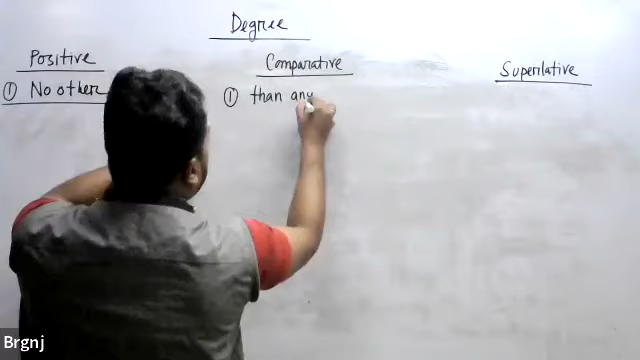 Degree
Positive
Comparative
Superlative
① No other
① than any
Brgnj